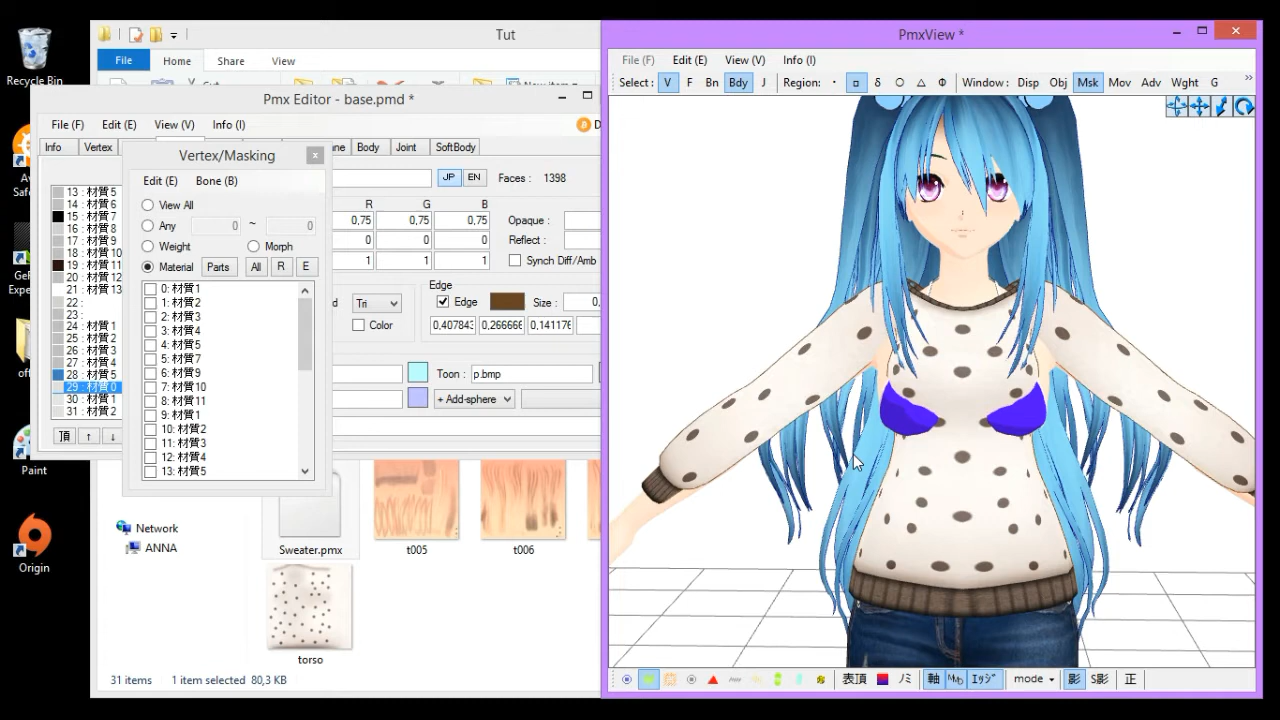 Recycle Bin
Paint
Origin
Tut
File
Home
Share
View
Pmx Editor - base.pmd *
File (F)
Edit (E)
View (V)
Info (I)
Info
Vertex
Body
Joint
SoftBody
JP
EN
Faces :
1398
R
G
B
0,75
0,75
0,75
Opaque :
0
0
0
Reflect :
1
1
1
Synch Diff/Amb
Edge
Tri
Edge
Size :
0,
Color
0,407843
0,266666
0,141176
Toon :
p.bmp
+ Add-sphere
13 : 材質5
14 : 材質6
15 : 材質7
16 : 材質8
17 : 材質9
18 : 材質10
19 : 材質11
20 : 材質12
21 : 材質13
22 :
23 :
24 : 材質1
25 : 材質2
26 : 材質3
27 : 材質4
28 : 材質5
29 : 材質0
30 : 材質1
31 : 材質2
頂
↑
↓
Vertex/Masking
x
Edit (E)
Bone (B)
View All
Any
0
~
0
Weight
Morph
Material
Parts
All
R
E
0: 材質1
1: 材質2
2: 材質3
3: 材質4
4: 材質5
5: 材質7
6: 材質9
7: 材質10
8: 材質11
9: 材質1
10: 材質2
11: 材質3
12: 材質4
13: 材質5
Network
ANNA
Sweater.pmx
t005
t006
torso
31 items
1 item selected 80,3 KB
PmxView *
File (F)
Edit (E)
View (V)
Info (I)
Select :
V
F
Bn
Bdy
J
Region:
Window :
Disp
Obj
Msk
Mov
Adv
Wght
G
表頂
ノミ
軸
エッジ
mode
影
S影
正